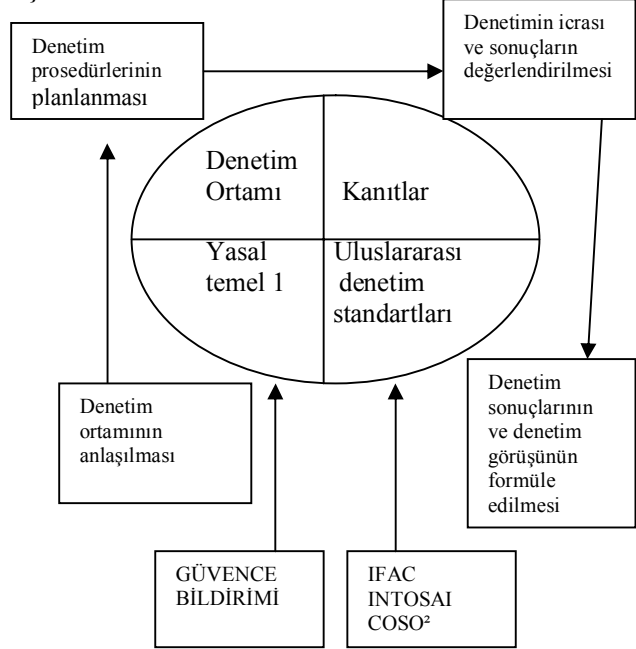 Denetim
prosedürlerinin
planlanması
Denetimin icrası
ve sonuçların
değerlendirilmesi
Denetim
Ortamı
Kanıtlar
Yasal
temel 1
Uluslararası
denetim
standartları
Denetim
ortamının
anlaşılması
Denetim
sonuçlarının
ve denetim
görüşünün
formüle
edilmesi
GÜVENCE
BİLDİRİMİ
IFAC
INTOSAI
COSO²